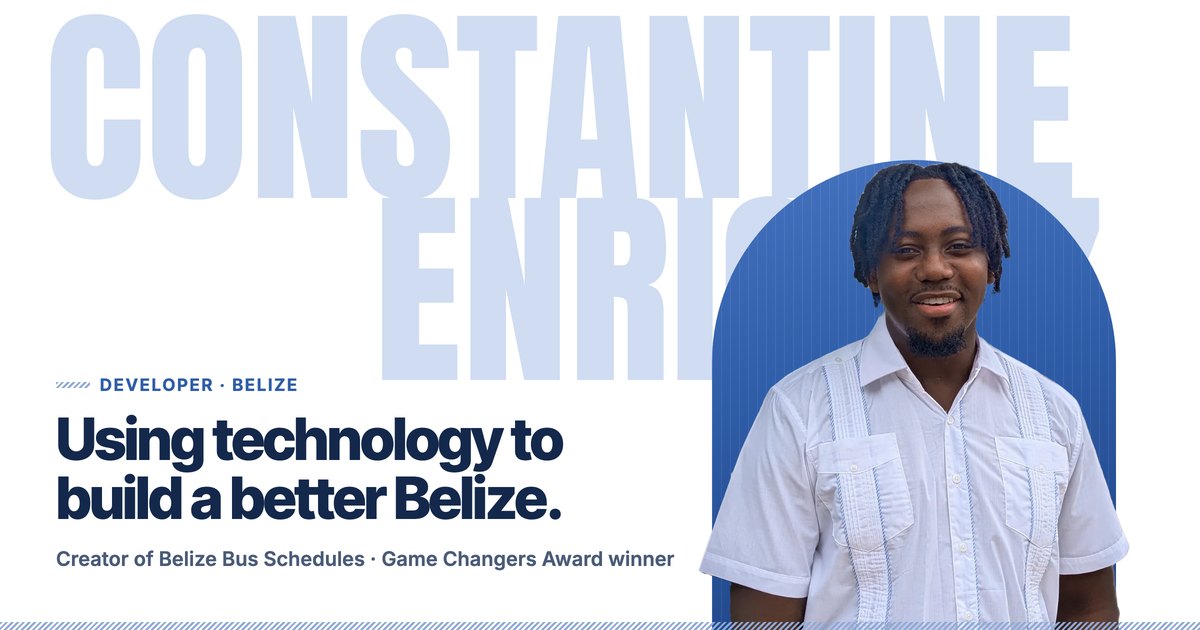 CONSTANTINE
DEVELOPER · BELIZE
Using technology to
build a better Belize.
Creator of Belize Bus Schedules · Game Changers Award winner